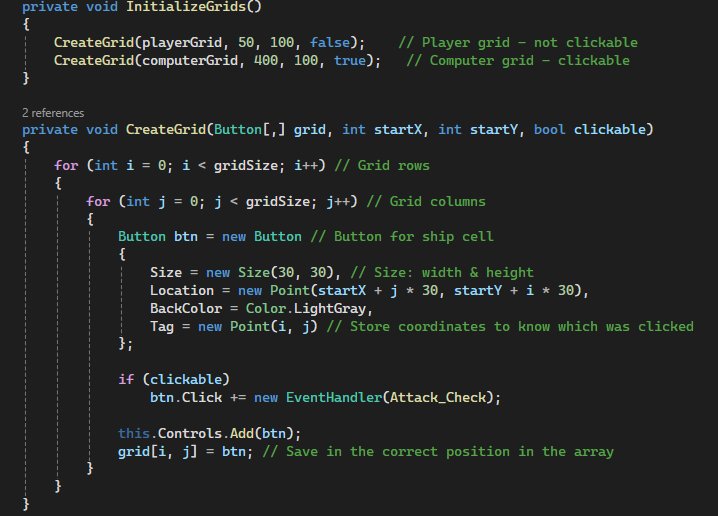 private void InitializeGrids()
{
    CreateGrid(playerGrid, 50, 100, false);    // Player grid – not clickable
    CreateGrid(computerGrid, 400, 100, true);   // Computer grid – clickable
}
2 references
private void CreateGrid(Button[,] grid, int startX, int startY, bool clickable)
{
    for (int i = 0; i < gridSize; i++) // Grid rows
    {
        for (int j = 0; j < gridSize; j++) // Grid columns
        {
            Button btn = new Button // Button for ship cell
            {
                Size = new Size(30, 30), // Size: width & height
                Location = new Point(startX + j * 30, startY + i * 30),
                BackColor = Color.LightGray,
                Tag = new Point(i, j) // Store coordinates to know which was clicked
            };
            if (clickable)
                btn.Click += new EventHandler(Attack_Check);
            this.Controls.Add(btn);
            grid[i, j] = btn; // Save in the correct position in the array
        }
    }
}